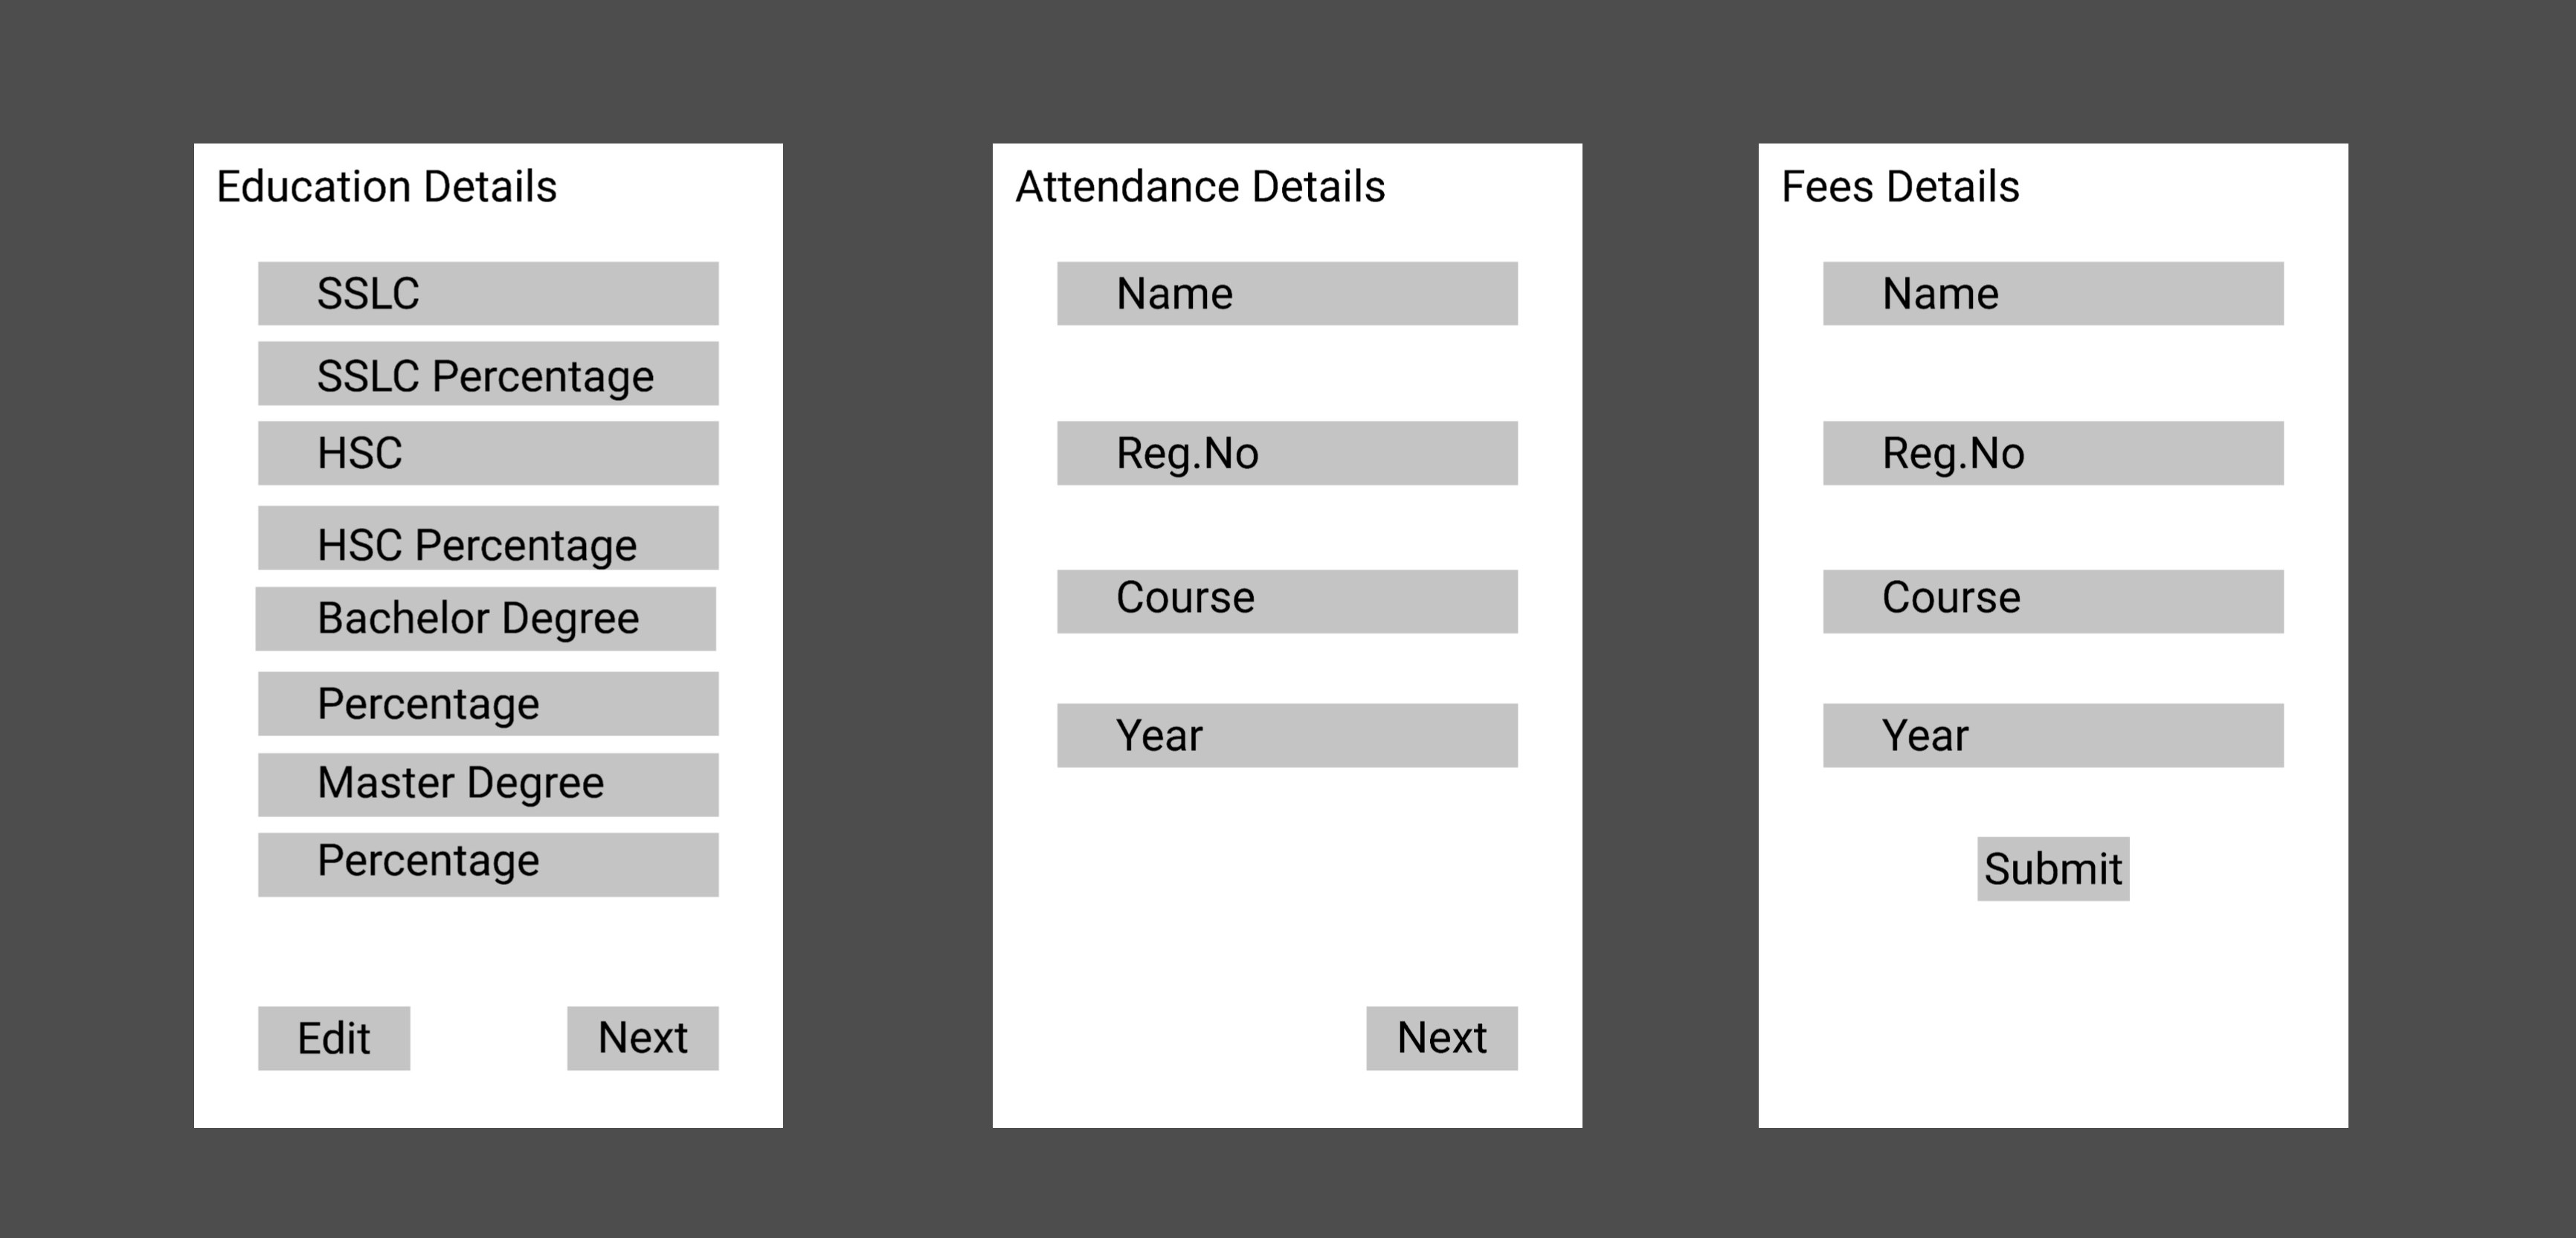 Education Details
SSLC
SSLC Percentage
HSC
HSC Percentage
Bachelor Degree
Percentage
Master Degree
Percentage
Edit
Next
Attendance Details
Name
Reg.No
Course
Year
Next
Fees Details
Name
Reg.No
Course
Year
Submit